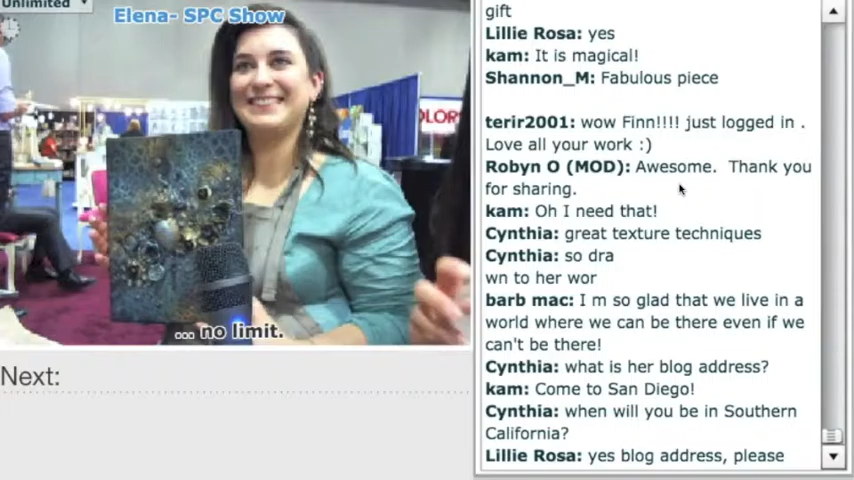 Unlimited
Elena- SPC Show
OLOR
... no limit.
Next:
gift
Lillie Rosa: yes
kam: It is magical!
Shannon_M: Fabulous piece
terir2001: wow Finn!!!! just logged in .
Love all your work :)
Robyn O (MOD): Awesome. Thank you
for sharing.
kam: Oh I need that!
Cynthia: great texture techniques
Cynthia: so dra
wn to her wor
barb mac: I m so glad that we live in a
world where we can be there even if we
can't be there!
Cynthia: what is her blog address?
kam: Come to San Diego!
Cynthia: when will you be in Southern
California?
Lillie Rosa: yes blog address, please